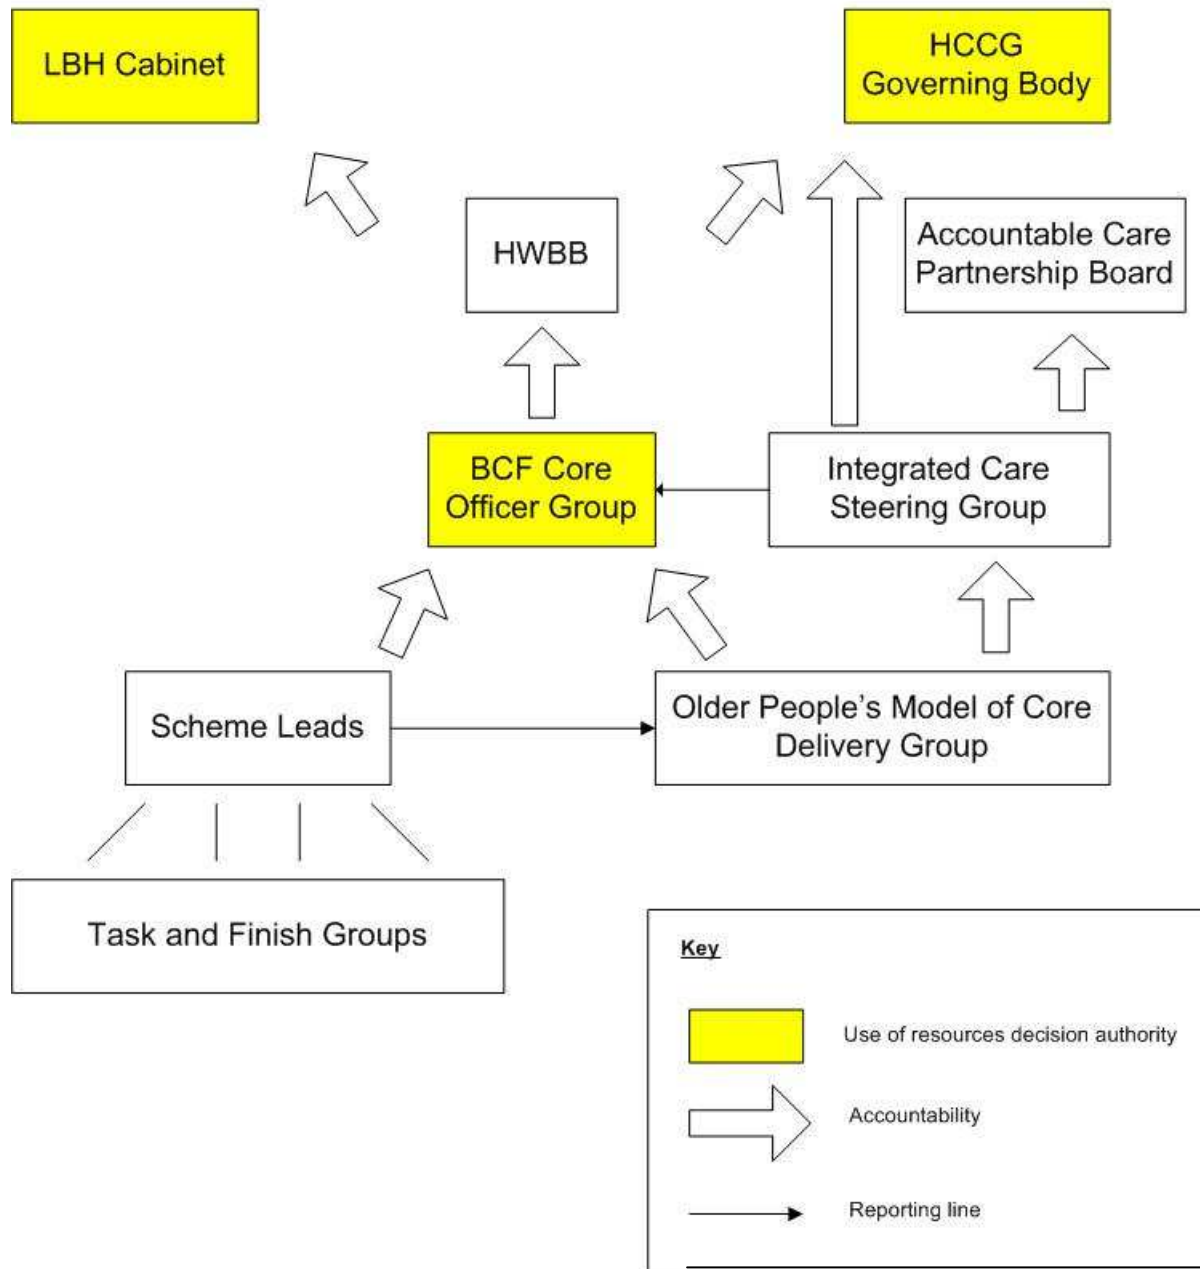 LBH Cabinet
HCCG
Governing Body
HWBB
Accountable Care
Partnership Board
BCF Core
Officer Group
Integrated Care
Steering Group
Scheme Leads
Older People’s Model of Core
Delivery Group
Task and Finish Groups
Key
Use of resources decision authority
Accountability
Reporting line